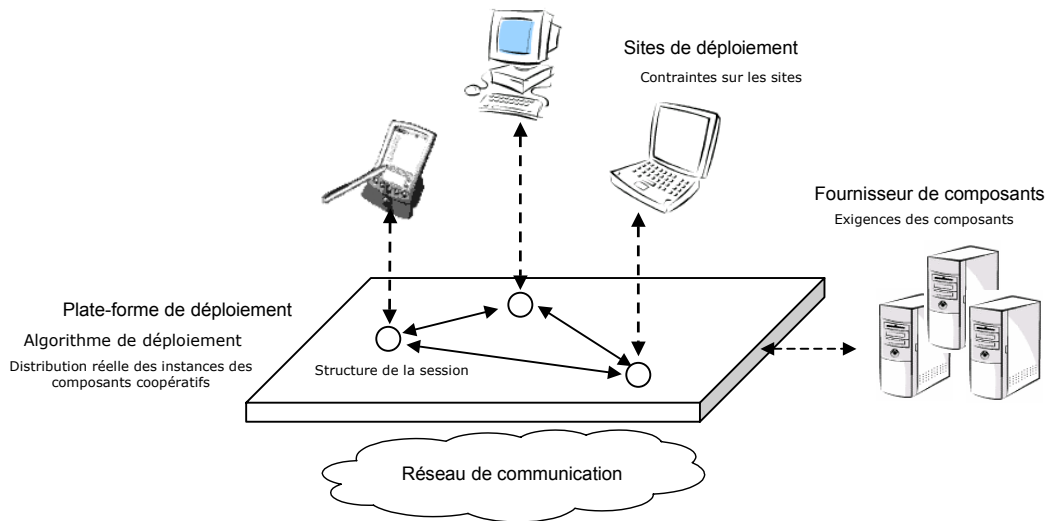 Sites de déploiement
Contraintes sur les sites
Fournisseur de composants
Exigences des composants
Plate-forme de déploiement
Algorithme de déploiement
Distribution réelle des instances des
composants coopératifs
Structure de la session
Réseau de communication